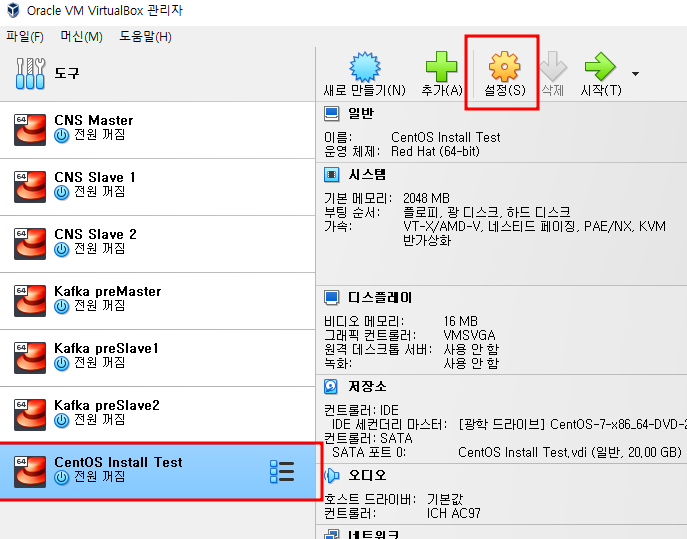 Oracle VM VirtualBox 관리자
파일(F) 머신(M) 도움말(H)
도구
새로 만들기(N) 추가(A) 설정(S) 삭제 시작(T)
64 CNS Master
전원 꺼짐
64 CNS Slave 1
전원 꺼짐
64 CNS Slave 2
전원 꺼짐
64 Kafka preMaster
전원 꺼짐
64 Kafka preSlave1
전원 꺼짐
64 Kafka preSlave2
전원 꺼짐
64 CentOS Install Test
전원 꺼짐
일반
이름: CentOS Install Test
운영 체제: Red Hat (64-bit)
시스템
기본 메모리: 2048 MB
부팅 순서: 플로피, 광 디스크, 하드 디스크
가속: VT-x/AMD-V, 네스티드 페이징, PAE/NX, KVM
반가상화
디스플레이
비디오 메모리: 16 MB
그래픽 컨트롤러: VMSVGA
원격 데스크톱 서버: 사용 안 함
녹화: 사용 안 함
저장소
컨트롤러: IDE
IDE 세컨더리 마스터: [광학 드라이브] CentOS-7-x86_64-DVD-2
컨트롤러: SATA
SATA 포트 0: CentOS Install Test.vdi (일반, 20.00 GB)
오디오
호스트 드라이버: 기본값
컨트롤러: ICH AC97
네트워크